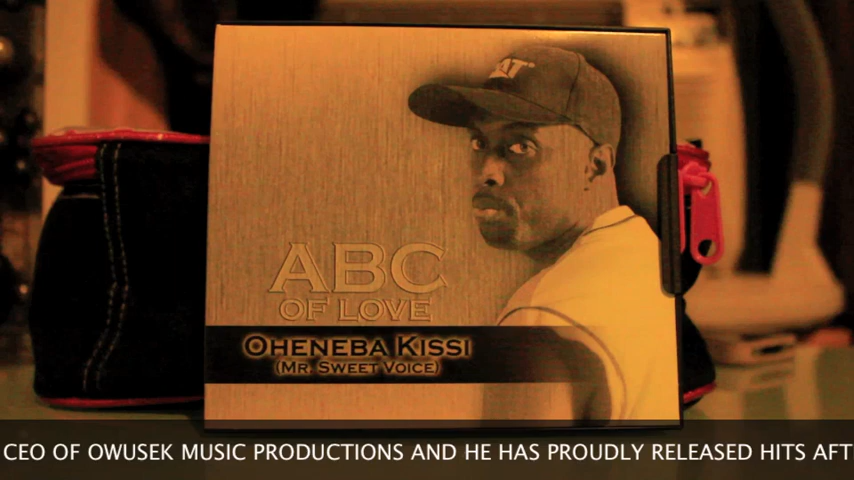 ABC
OF LOVE
OHENEBA KISSI
(MR. SWEET VOICE)
CEO OF OWUSEK MUSIC PRODUCTIONS AND HE HAS PROUDLY RELEASED HITS AFT